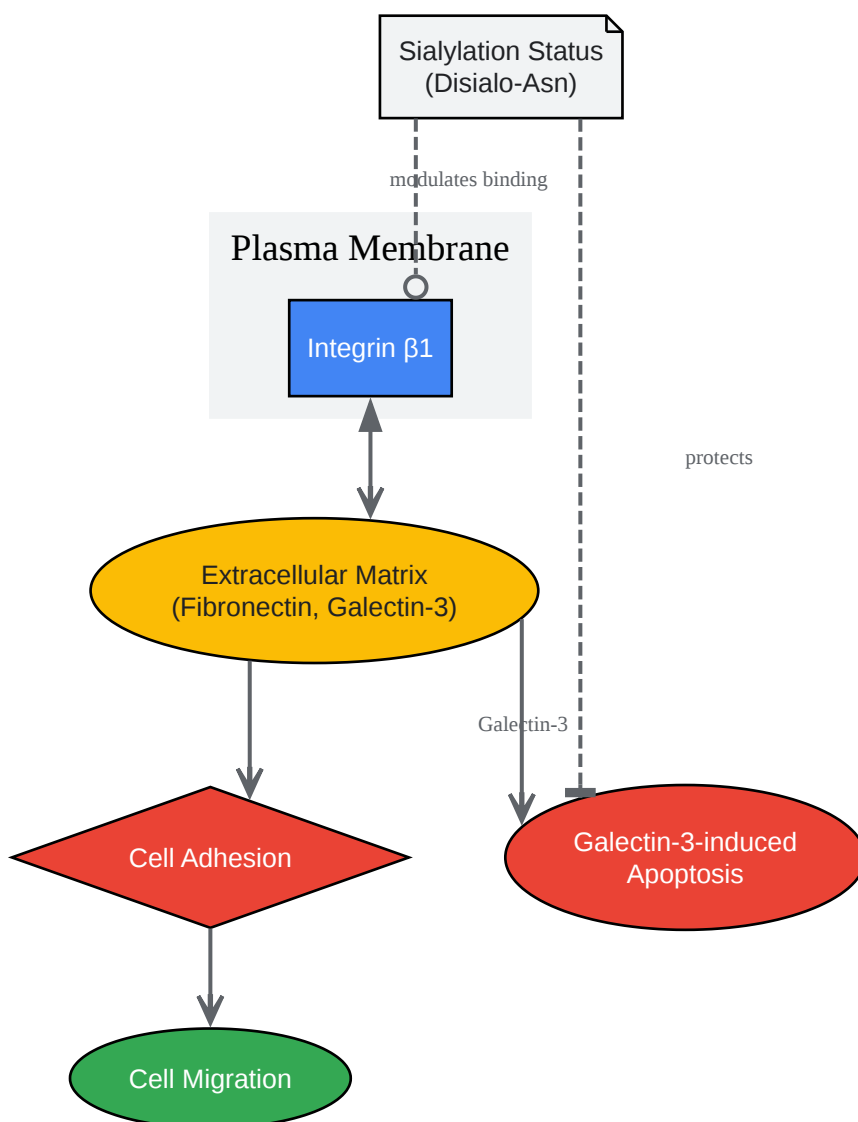 Sialylation Status
(Disialo-Asn)
modulates binding
Plasma Membrane
Integrin β1
protects
Extracellular Matrix
(Fibronectin, Galectin-3)
Galectin-3
Cell Adhesion
Galectin-3-induced
Apoptosis
Cell Migration